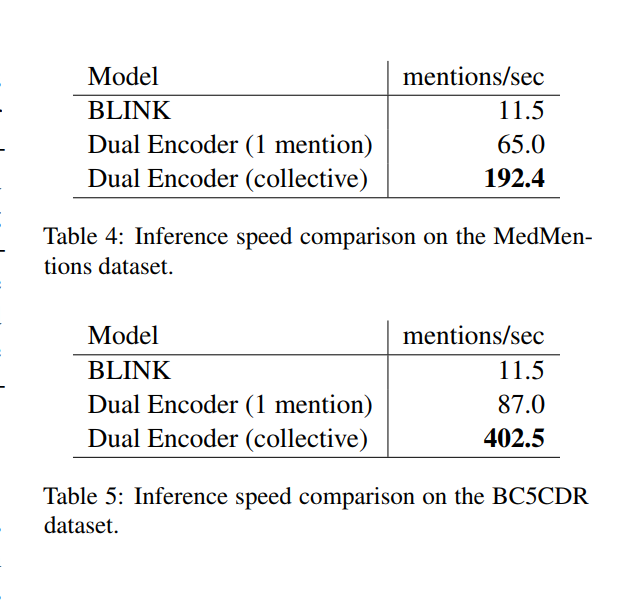 Model mentions/sec
BLINK 11.5
Dual Encoder (1 mention) 65.0
Dual Encoder (collective) 192.4
Table 4: Inference speed comparison on the MedMen-
tions dataset.
Model mentions/sec
BLINK 11.5
Dual Encoder (1 mention) 87.0
Dual Encoder (collective) 402.5
Table 5: Inference speed comparison on the BC5CDR
dataset.